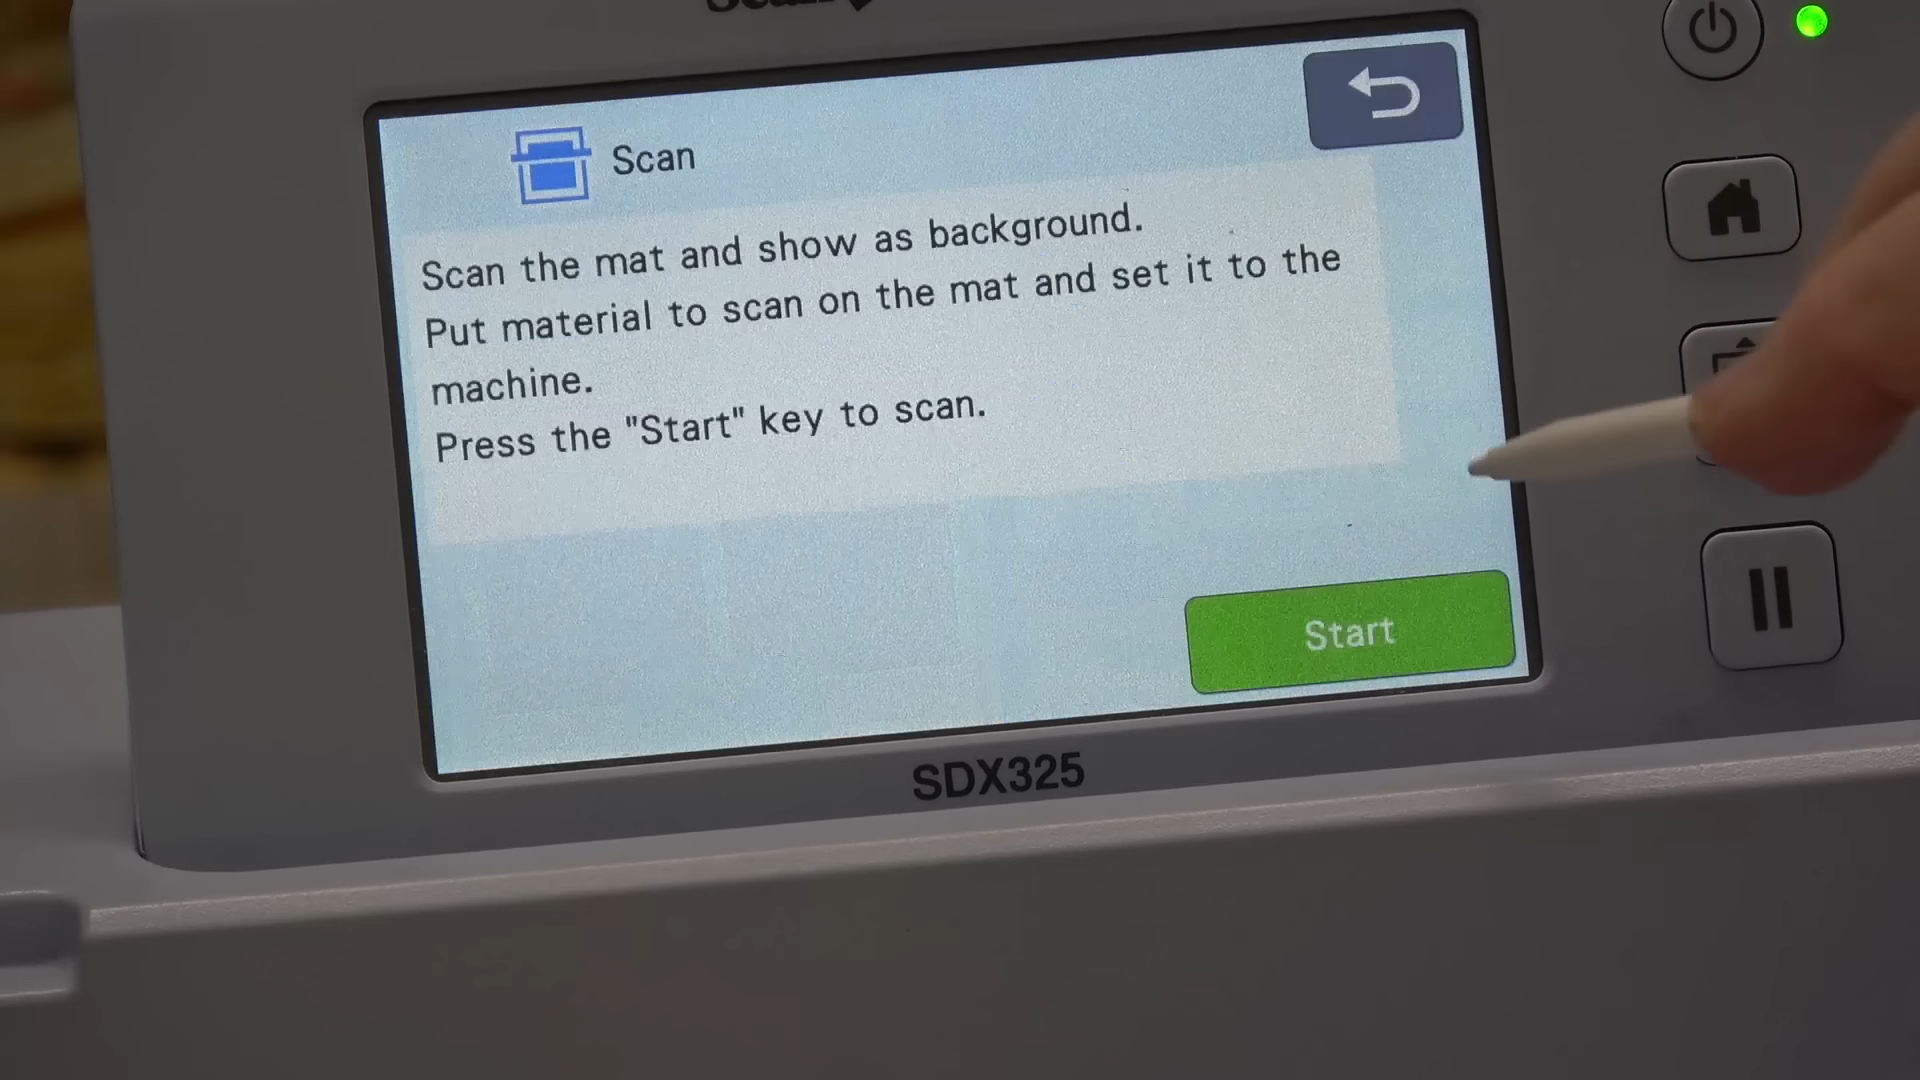 Scan
Scan the mat and show as background.
Put material to scan on the mat and set it to the
machine.
Press the "Start" key to scan.
Start
SDX325